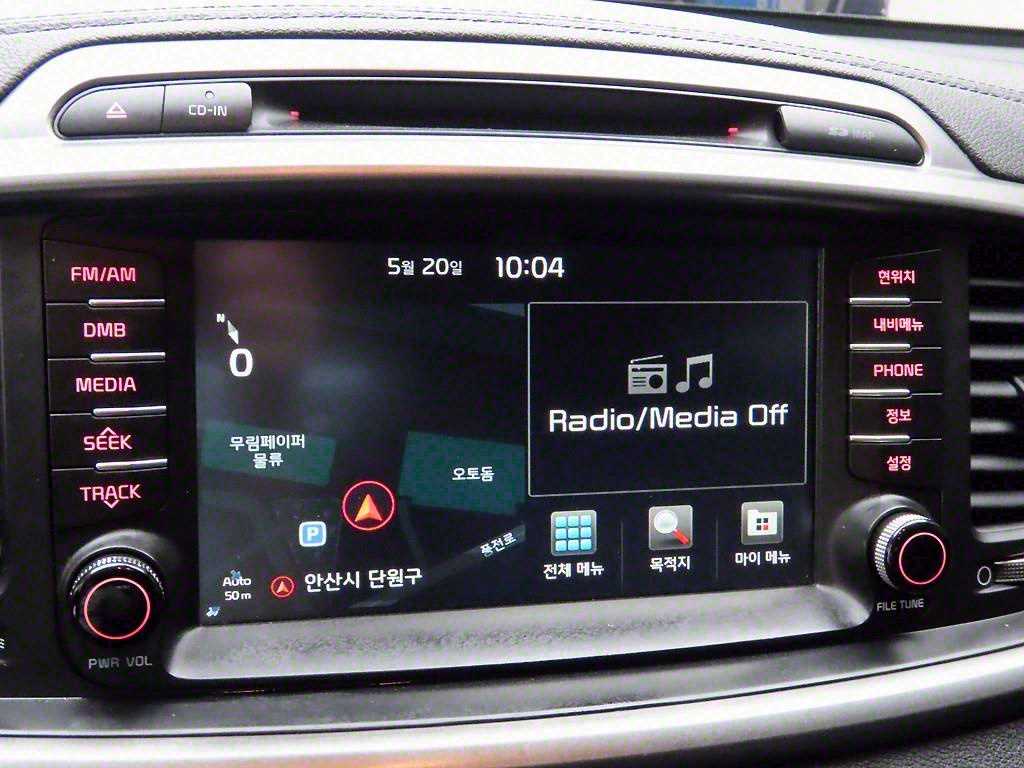 CD-IN
SD MAP
FM/AM
DMB
MEDIA
SEEK
TRACK
PWR VOL
5월 20일 10:04
N
0
무림페이퍼
물류
오토돔
P
풍전로
Auto
50m
안산시 단원구
Radio/Media Off
전체 메뉴
목적지
마이 메뉴
현위치
내비메뉴
PHONE
정보
설정
FILE TUNE